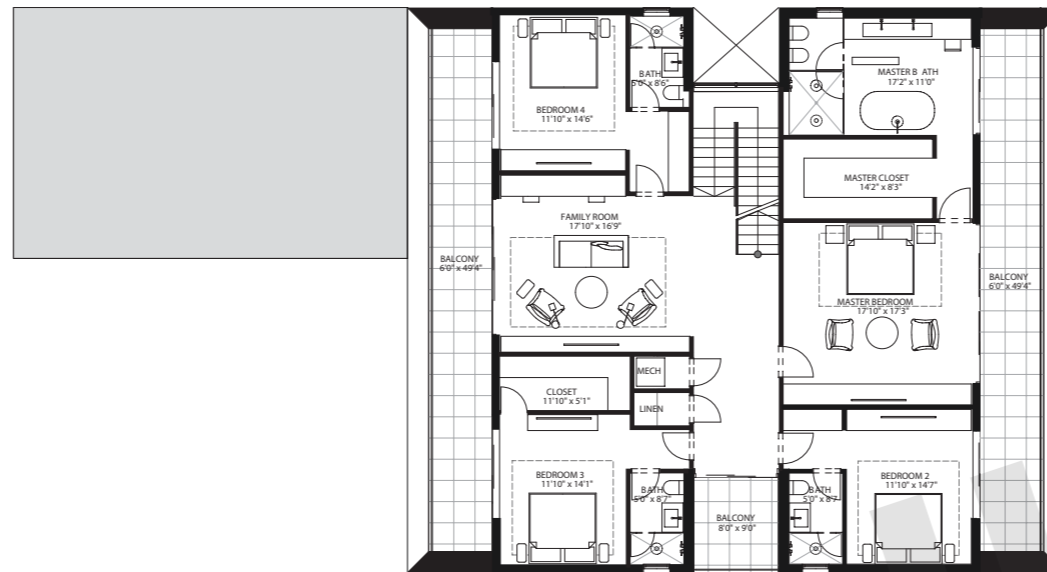 BATH
5'0" x 8'6"
MASTER B ATH
17'2" x 11'0"
BEDROOM 4
11'10" x 14'6"
MASTER CLOSET
14'2" x 8'3"
FAMILY ROOM
17'10" x 16'9"
BALCONY
6'0" x 49'4"
BALCONY
6'0" x 49'4"
MASTER BEDROOM
17'10" x 17'3"
MECH
CLOSET
11'10" x 5'1"
LINEN
BEDROOM 3
11'10" x 14'1"
BATH
5'0" x 8'7"
BALCONY
8'0" x 9'0"
BATH
5'0" x 8'7
BEDROOM 2
11'10" x 14'7"